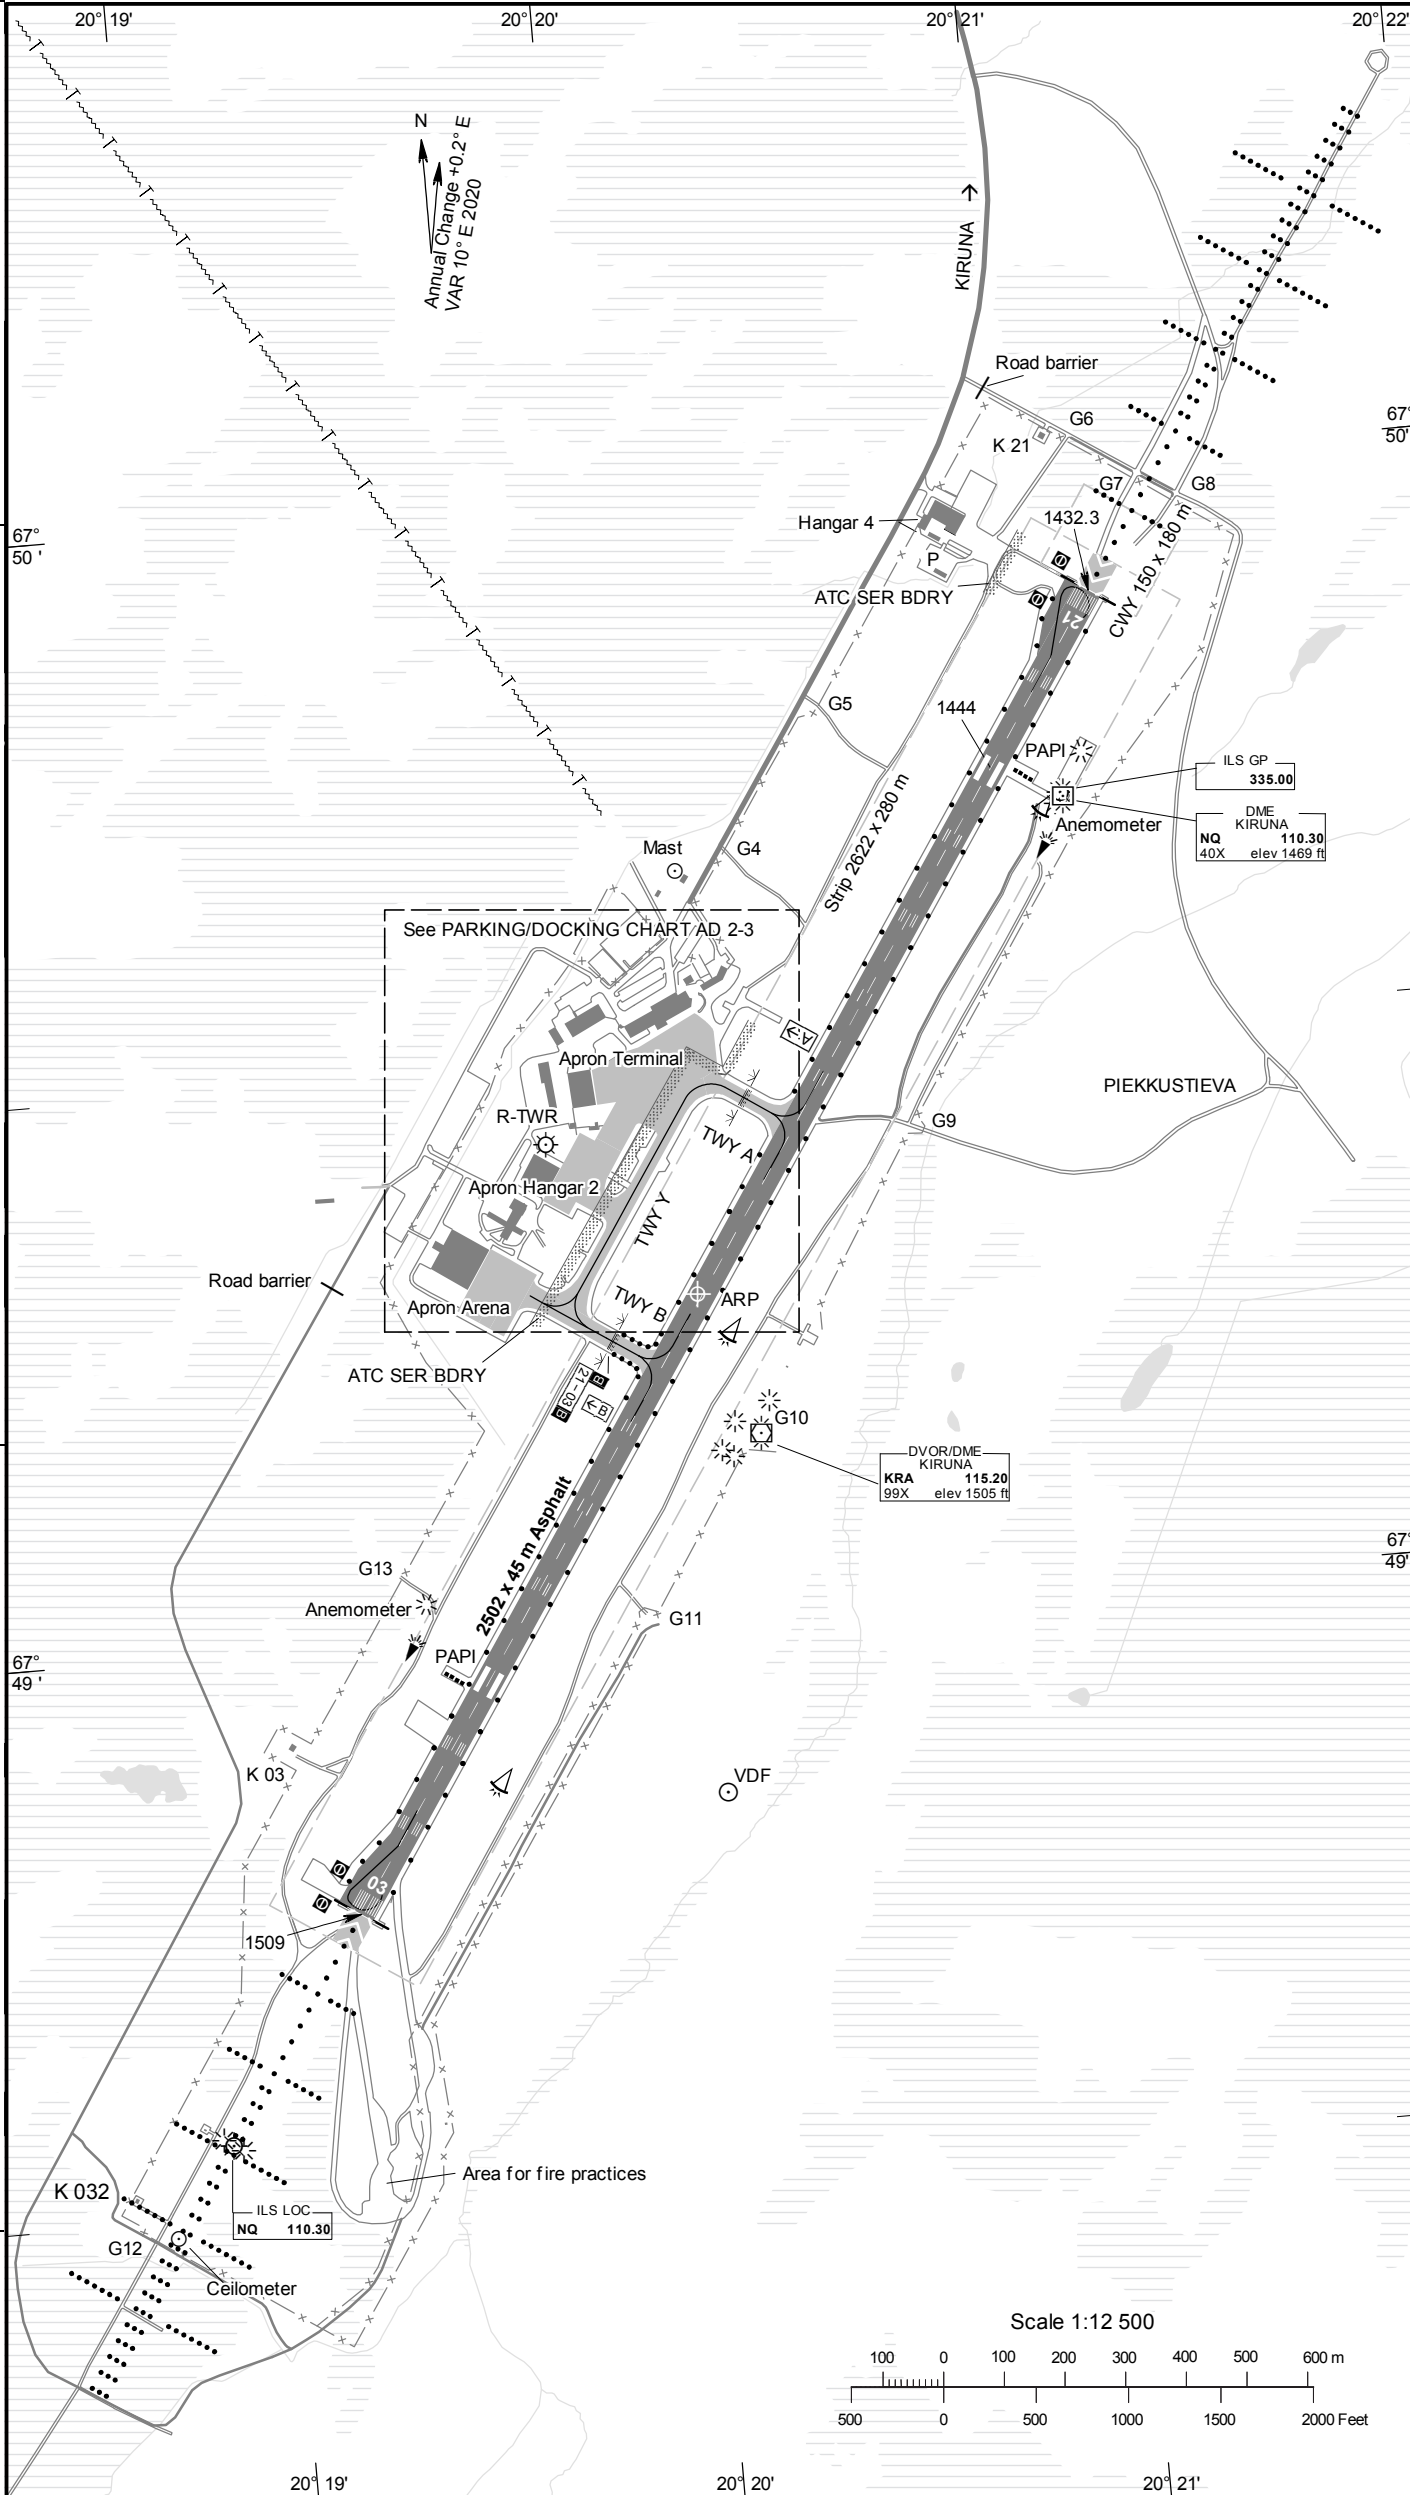 20° 19'
20° 20'
20° 21'
20° 22'
N
Annual Change +0.2° E
VAR 10° E 2020
KIRUNA
Road barrier
G6
K 21
67°
50'
G7
G8
Hangar 4
1432.3
67°
50 '
P
CWY 150 x 180 m
ATC SER BDRY
21
G5
1444
PAPI
ILS GP
335.00
Anemometer
DME
KIRUNA
NQ 110.30
40X elev 1469 ft
Strip 2622 x 280 m
Mast
G4
See PARKING/DOCKING CHART AD 2-3
A
Apron Terminal
PIEKKUSTIEVA
R-TWR
G9
TWY A
Apron Hangar 2
TWY Y
Road barrier
TWY B
ARP
Apron Arena
ATC SER BDRY
B
21-03
B
B
G10
DVOR/DME
KIRUNA
KRA 115.20
99X elev 1505 ft
2502 x 45 m Asphalt
67°
49'
G13
Anemometer
G11
PAPI
67°
49 '
K 03
VDF
03
1509
Area for fire practices
K 032
ILS LOC
NQ 110.30
G12
Ceilometer
Scale 1:12 500
100 0 100 200 300 400 500 600 m
500 0 500 1000 1500 2000 Feet
20° 19'
20° 20'
20° 21'